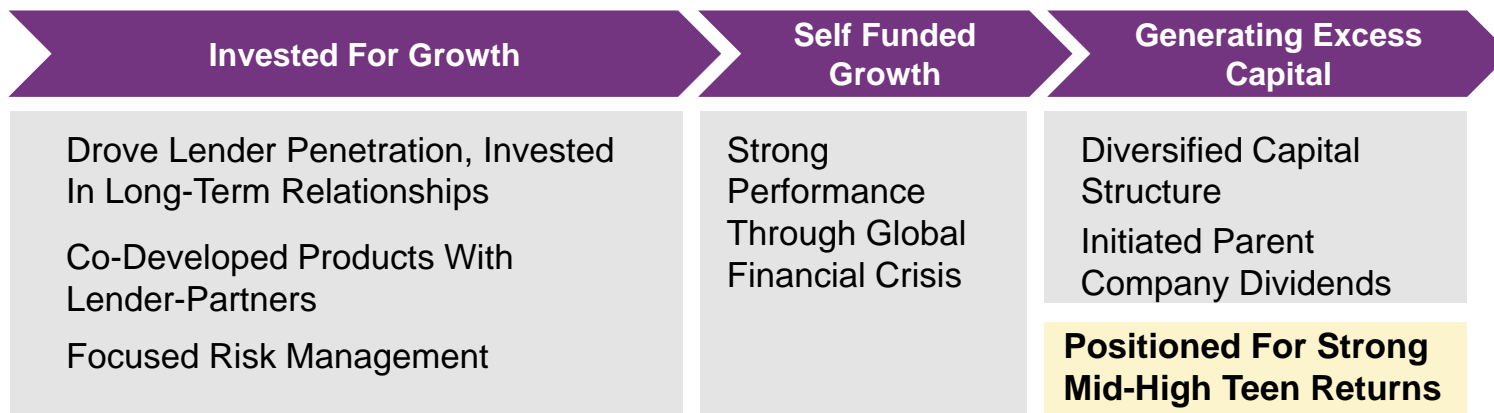 Invested For Growth
Self Funded
Growth
Generating Excess
Capital
Drove Lender Penetration, Invested
In Long-Term Relationships
Co-Developed Products With
Lender-Partners
Focused Risk Management
Strong
Performance
Through Global
Financial Crisis
Diversified Capital
Structure
Initiated Parent
Company Dividends
Positioned For Strong
Mid-High Teen Returns